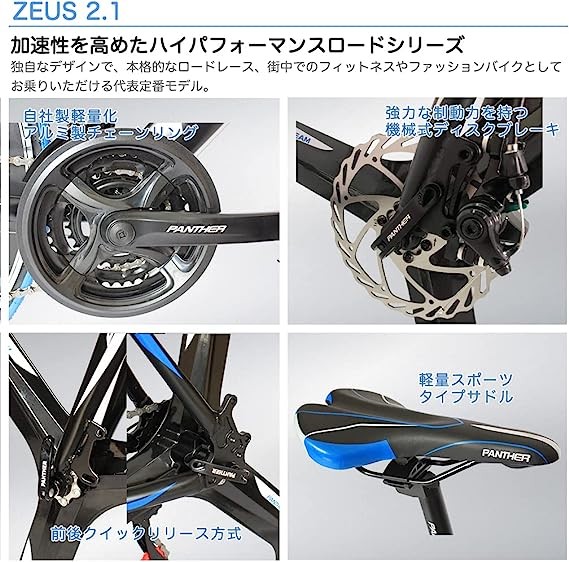 ZEUS 2.1
加速性を高めたハイパフォーマンスロードシリーズ
独自なデザインで、本格的なロードレース、街中でのフィットネスやファッションバイクとして
お乗りいただける代表定番モデル。
自社製軽量化
アルミ製チェーンリング
PANTHER
強力な制動力を持つ
機械式ディスクブレーキ
EAM
PANTHER
PANTHER
PANTHER
前後クイックリリース方式
軽量スポーツ
タイプサドル
PANTHER
PANTHER